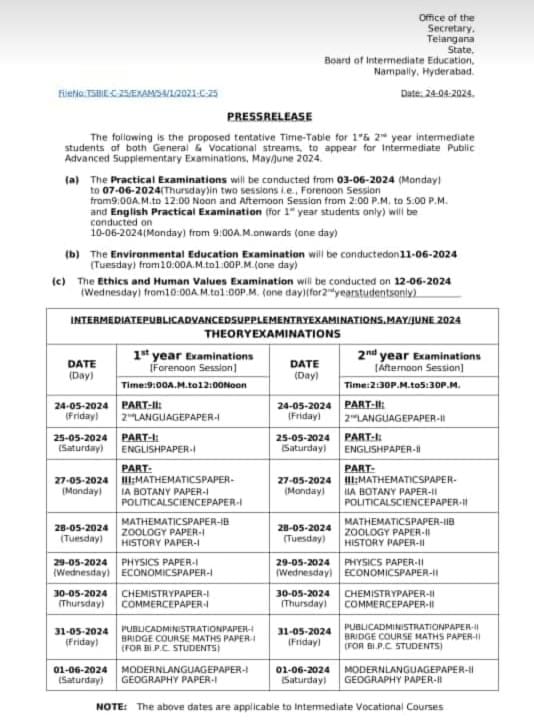 Office of the
Secretary,
Telangana
State,
Board of Intermediate Education,
Nampally, Hyderabad.
FileNo:TSBIE-C-25/EXAM/54/1/2021-C-25 Date: 24-04-2024.
PRESSRELEASE
The following is the proposed tentative Time-Table for 1st& 2nd year intermediate
students of both General & Vocational streams, to appear for Intermediate Public
Advanced Supplementary Examinations, May/June 2024.
(a) The Practical Examinations will be conducted from 03-06-2024 (Monday)
to 07-06-2024(Thursday)in two sessions i.e., Forenoon Session
from9:00A.M.to 12:00 Noon and Afternoon Session from 2:00 P.M. to 5:00 P.M.
and English Practical Examination (for 1st year students only) will be
conducted on
10-06-2024(Monday) from 9:00A.M.onwards (one day)
(b) The Environmental Education Examination will be conductedon11-06-2024
(Tuesday) from10:00A.M.to1:00P.M.(one day)
(c) The Ethics and Human Values Examination will be conducted on 12-06-2024
(Wednesday) from10:00A.M.to1:00P.M. (one day)(for2ndyearstudentsonly)
INTERMEDIATEPUBLICADVANCEDSUPPLEMENTRYEXAMINATIONS,MAY/JUNE 2024
THEORYEXAMINATIONS
DATE (Day) 1st year Examinations [Forenoon Session] DATE (Day) 2nd year Examinations [Afternoon Session]
Time:9:00A.M.to12:00Noon Time:2:30P.M.to5:30P.M.
24-05-2024 PART-II: 24-05-2024 PART-II:
(Friday) 2ndLANGUAGEPAPER-I (Friday) 2ndLANGUAGEPAPER-II
25-05-2024 PART-I: 25-05-2024 PART-I:
(Saturday) ENGLISHPAPER-I (Saturday) ENGLISHPAPER-II
PART- PART-
27-05-2024 III:MATHEMATICSPAPER- 27-05-2024 III:MATHEMATICSPAPER-
(Monday) IA BOTANY PAPER-I (Monday) IIA BOTANY PAPER-II
POLITICALSCIENCEPAPER-I POLITICALSCIENCEPAPER-II
MATHEMATICSPAPER-IB MATHEMATICSPAPER-IIB
28-05-2024 ZOOLOGY PAPER-I 28-05-2024 ZOOLOGY PAPER-II
(Tuesday) HISTORY PAPER-I (Tuesday) HISTORY PAPER-II
29-05-2024 PHYSICS PAPER-I 29-05-2024 PHYSICS PAPER-II
(Wednesday) ECONOMICSPAPER-I (Wednesday) ECONOMICSPAPER-II
30-05-2024 CHEMISTRYPAPER-I 30-05-2024 CHEMISTRYPAPER-II
(Thursday) COMMERCEPAPER-I (Thursday) COMMERCEPAPER-II
31-05-2024 PUBLICADMINISTRATIONPAPER-I 31-05-2024 PUBLICADMINISTRATIONPAPER-II
(Friday) BRIDGE COURSE MATHS PAPER-I (Friday) BRIDGE COURSE MATHS PAPER-II
(FOR Bi.P.C. STUDENTS) (FOR Bi.P.C. STUDENTS)
01-06-2024 MODERNLANGUAGEPAPER-I 01-06-2024 MODERNLANGUAGEPAPER-II
(Saturday) GEOGRAPHY PAPER-I (Saturday) GEOGRAPHY PAPER-II
NOTE: The above dates are applicable to Intermediate Vocational Courses